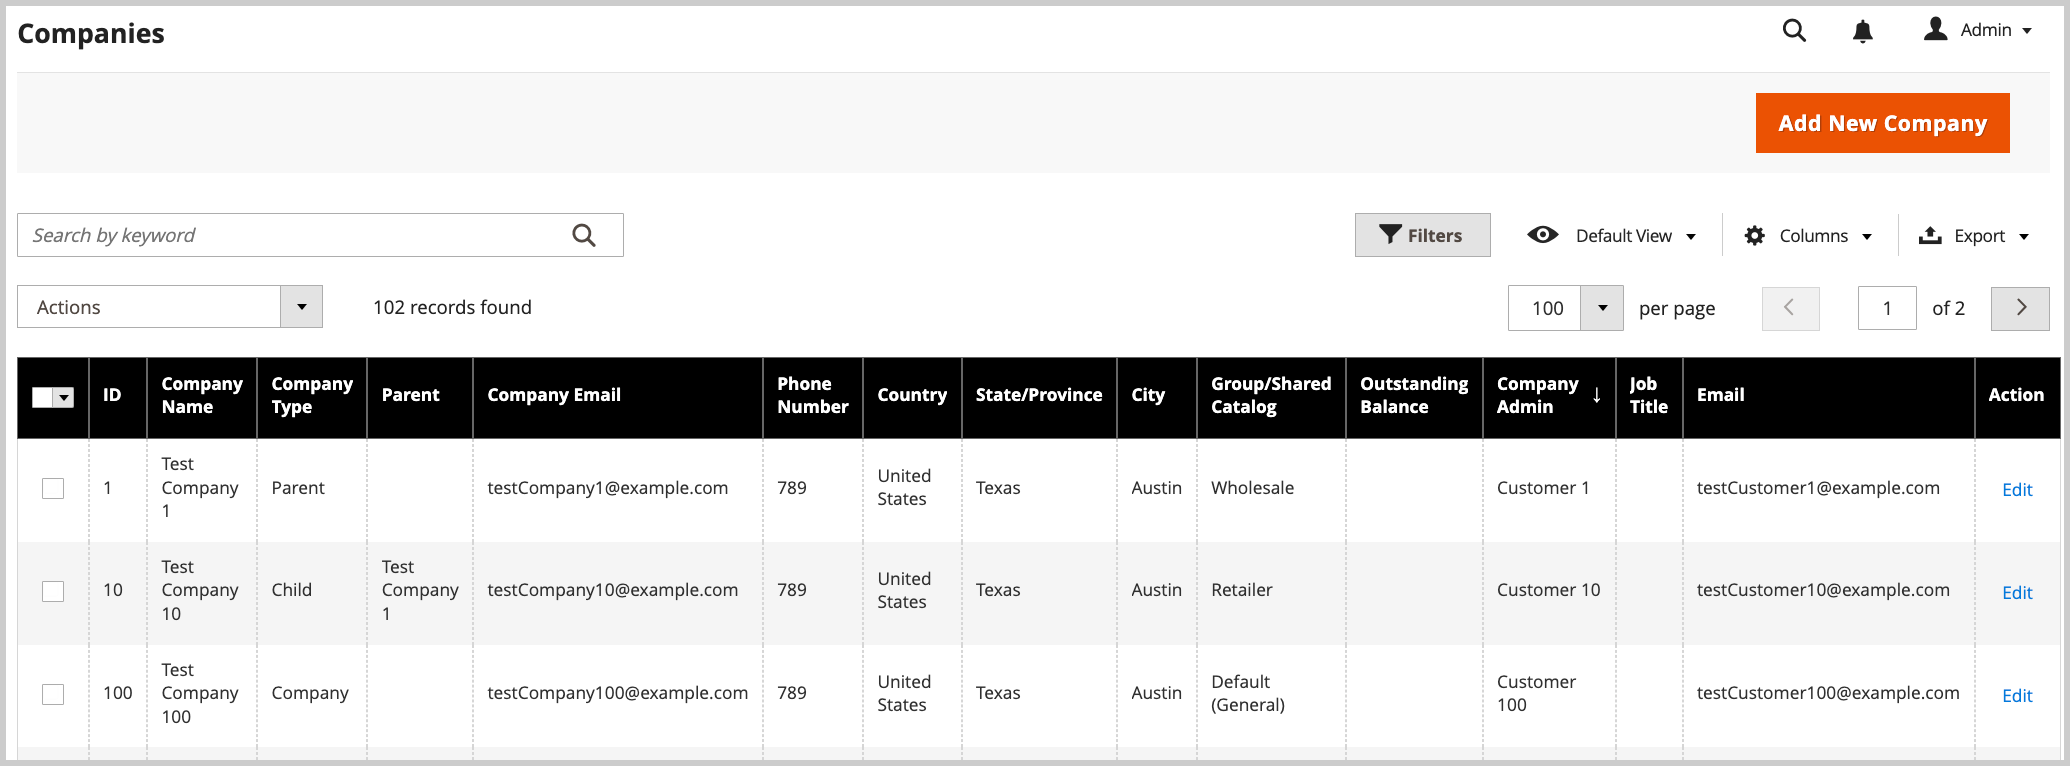 Companies
Admin
Add New Company
Search by keyword
Filters
Default View
Columns
Export
Actions
102 records found
100 per page
1 of 2
ID
Company
Name
Company
Type
Parent
Company Email
Phone
Number
Country
State/Province
City
Group/Shared
Catalog
Outstanding
Balance
Company
Admin ↓
Job
Title
Email
Action
1
Test
Company
1
Parent
testCompany1@example.com
789
United
States
Texas
Austin
Wholesale
Customer 1
testCustomer1@example.com
Edit
10
Test
Company
10
Child
Test
Company
1
testCompany10@example.com
789
United
States
Texas
Austin
Retailer
Customer 10
testCustomer10@example.com
Edit
100
Test
Company
100
Company
testCompany100@example.com
789
United
States
Texas
Austin
Default
(General)
Customer
100
testCustomer100@example.com
Edit